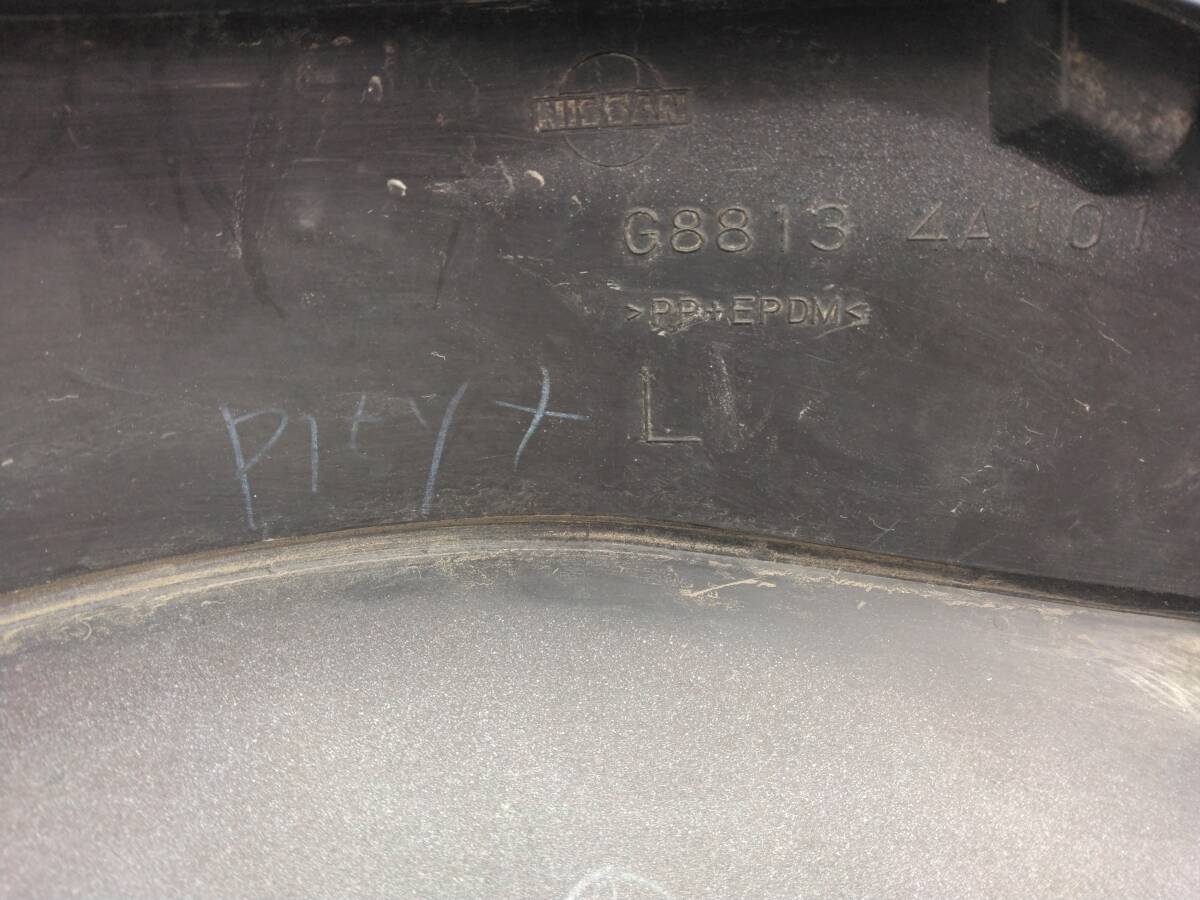 NISSAN
G8813 4A101
>PP+EPDM<
L